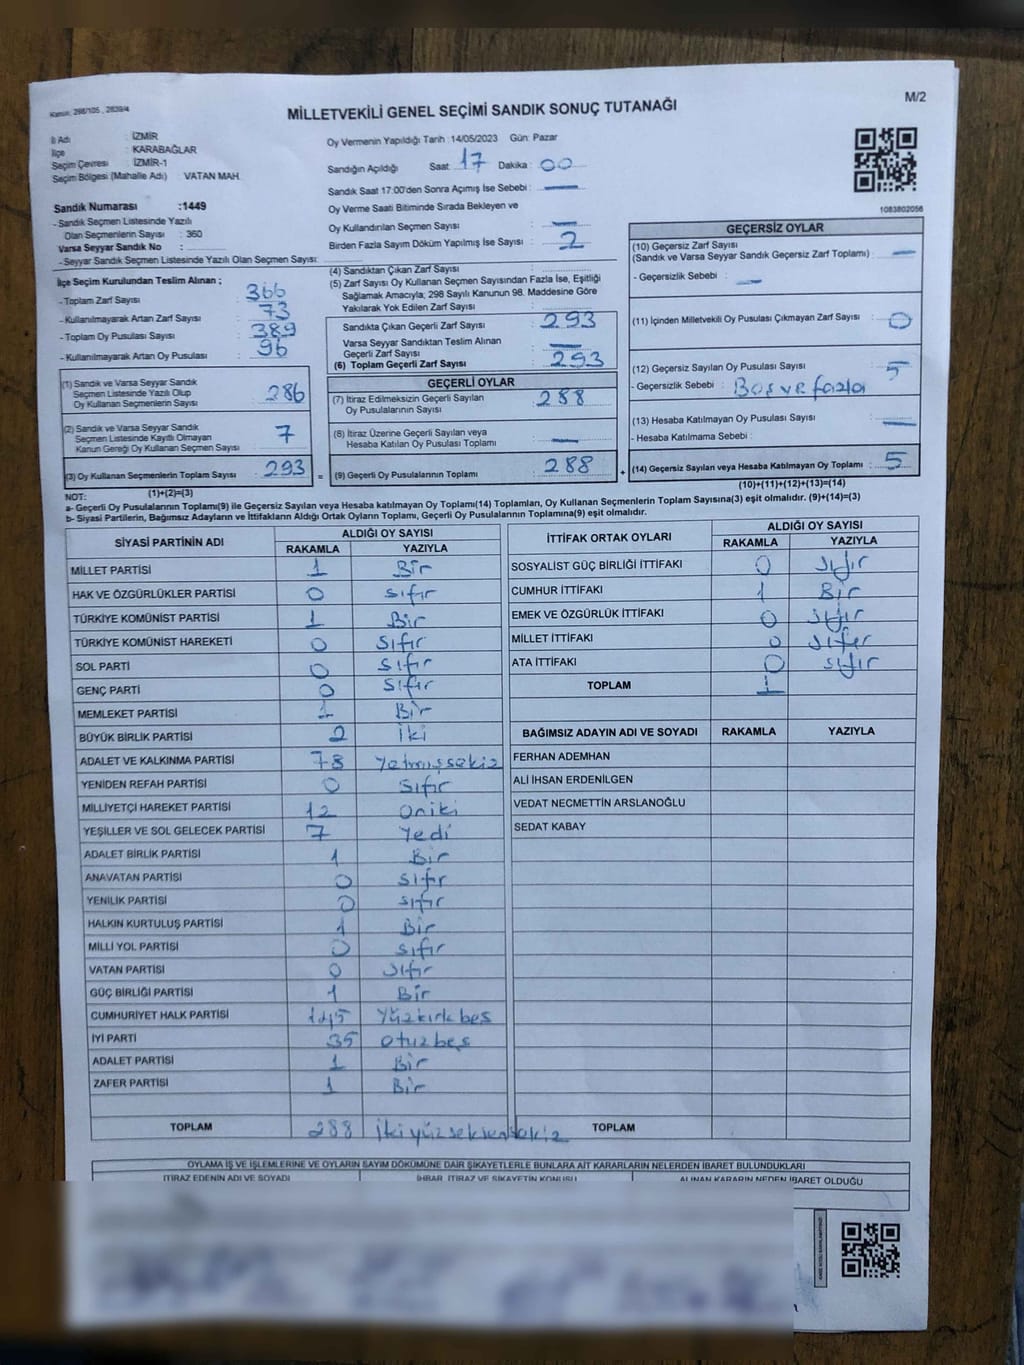 Kanun: 298/105 , 2839/4
MİLLETVEKİLİ GENEL SEÇİMİ SANDIK SONUÇ TUTANAĞI
M/2
İl Adı : İZMİR
İlçe : KARABAĞLAR
Seçim Çevresi : İZMİR-1
Seçim Bölgesi (Mahalle Adı) : VATAN MAH.
Sandık Numarası :1449
- Sandık Seçmen Listesinde Yazılı
Olan Seçmenlerin Sayısı : 360
Varsa Seyyar Sandık No :
- Seyyar Sandık Seçmen Listesinde Yazılı Olan Seçmen Sayısı:
Oy Vermenin Yapıldığı Tarih : 14/05/2023 Gün: Pazar
Sandığın Açıldığı Saat : 17 Dakika : 00
Sandık Saat 17:00'den Sonra Açımış İse Sebebi : —
Oy Verme Saati Bitiminde Sırada Bekleyen ve
Oy Kullandırılan Seçmen Sayısı : —
Birden Fazla Sayım Döküm Yapılmış İse Sayısı : 2
1083802056
İlçe Seçim Kurulundan Teslim Alınan ;
- Toplam Zarf Sayısı : 366
- Kullanılmayarak Artan Zarf Sayısı : 73
- Toplam Oy Pusulası Sayısı : 389
- Kullanılmayarak Artan Oy Pusulası : 96
(1) Sandık ve Varsa Seyyar Sandık
Seçmen Listesinde Yazılı Olup
Oy Kullanan Seçmenlerin Sayısı : 286
(2) Sandık ve Varsa Seyyar Sandık
Seçmen Listesinde Kayıtlı Olmayan
Kanun Gereği Oy Kullanan Seçmen Sayısı : 7
(3) Oy Kullanan Seçmenlerin Toplam Sayısı : 293
(1)+(2)=(3)
(4) Sandıktan Çıkan Zarf Sayısı :
(5) Zarf Sayısı Oy Kullanan Seçmen Sayısından Fazla İse, Eşitliği
Sağlamak Amacıyla; 298 Sayılı Kanunun 98. Maddesine Göre
Yakılarak Yok Edilen Zarf Sayısı :
Sandıkta Çıkan Geçerli Zarf Sayısı : 293
Varsa Seyyar Sandıktan Teslim Alınan
Geçerli Zarf Sayısı : —
(6) Toplam Geçerli Zarf Sayısı : 293
GEÇERLİ OYLAR
(7) İtiraz Edilmeksizin Geçerli Sayılan
Oy Pusulalarının Sayısı : 288
(8) İtiraz Üzerine Geçerli Sayılan veya
Hesaba Katılan Oy Pusulası Toplamı : —
= (9) Geçerli Oy Pusulalarının Toplamı : 288
GEÇERSİZ OYLAR
(10) Geçersiz Zarf Sayısı
(Sandık ve Varsa Seyyar Sandık Geçersiz Zarf Toplamı) : —
- Geçersizlik Sebebi : —
(11) İçinden Milletvekili Oy Pusulası Çıkmayan Zarf Sayısı : 0
(12) Geçersiz Sayılan Oy Pusulası Sayısı : 5
- Geçersizlik Sebebi : Boş ve fazla
(13) Hesaba Katılmayan Oy Pusulası Sayısı : —
- Hesaba Katılmama Sebebi :
+ (14) Geçersiz Sayılan veya Hesaba Katılmayan Oy Toplamı : 5
(10)+(11)+(12)+(13)=(14)
NOT:
a- Geçerli Oy Pusulalarının Toplamı(9) ile Geçersiz Sayılan veya Hesaba katılmayan Oy Toplamı(14) Toplamları, Oy Kullanan Seçmenlerin Toplam Sayısına(3) eşit olmalıdır. (9)+(14)=(3)
b- Siyasi Partilerin, Bağımsız Adayların ve İttifakların Aldığı Ortak Oyların Toplamı, Geçerli Oy Pusulalarının Toplamına(9) eşit olmalıdır.
SİYASİ PARTİNİN ADI ALDIĞI OY SAYISI
RAKAMLA YAZIYLA
MİLLET PARTİSİ 1 Bir
HAK VE ÖZGÜRLÜKLER PARTİSİ 0 sıfır
TÜRKİYE KOMÜNİST PARTİSİ 1 Bir
TÜRKİYE KOMÜNİST HAREKETİ 0 sıfır
SOL PARTİ 0 sıfır
GENÇ PARTİ 0 sıfır
MEMLEKET PARTİSİ 1 Bir
BÜYÜK BİRLİK PARTİSİ 2 iki
ADALET VE KALKINMA PARTİSİ 78 Yetmişsekiz
YENİDEN REFAH PARTİSİ 0 sıfır
MİLLİYETÇİ HAREKET PARTİSİ 12 oniki
YEŞİLLER VE SOL GELECEK PARTİSİ 7 Yedi
ADALET BİRLİK PARTİSİ 1 Bir
ANAVATAN PARTİSİ 0 sıfır
YENİLİK PARTİSİ 0 sıfır
HALKIN KURTULUŞ PARTİSİ 1 Bir
MİLLİ YOL PARTİSİ 0 sıfır
VATAN PARTİSİ 0 sıfır
GÜÇ BİRLİĞİ PARTİSİ 1 Bir
CUMHURİYET HALK PARTİSİ 145 Yüzkırkbeş
İYİ PARTİ 35 otuzbeş
ADALET PARTİSİ 1 Bir
ZAFER PARTİSİ 1 Bir
TOPLAM 288 ikiyüzseksensekiz
İTTİFAK ORTAK OYLARI ALDIĞI OY SAYISI
RAKAMLA YAZIYLA
SOSYALİST GÜÇ BİRLİĞİ İTTİFAKI 0 sıfır
CUMHUR İTTİFAKI 1 Bir
EMEK VE ÖZGÜRLÜK İTTİFAKI 0 sıfır
MİLLET İTTİFAKI 0 sıfır
ATA İTTİFAKI 0 sıfır
TOPLAM 1
BAĞIMSIZ ADAYIN ADI VE SOYADI RAKAMLA YAZIYLA
FERHAN ADEMHAN
ALİ İHSAN ERDENİLGEN
VEDAT NECMETTİN ARSLANOĞLU
SEDAT KABAY
TOPLAM
OYLAMA İŞ VE İŞLEMLERİNE VE OYLARIN SAYIM DÖKÜMÜNE DAİR ŞİKAYETLERLE BUNLARA AİT KARARLARIN NELERDEN İBARET BULUNDUKLARI
İTİRAZ EDENİN ADI VE SOYADI İHBAR, İTİRAZ VE ŞİKAYETİN KONUSU ALINAN KARARIN NEDEN İBARET OLDUĞU